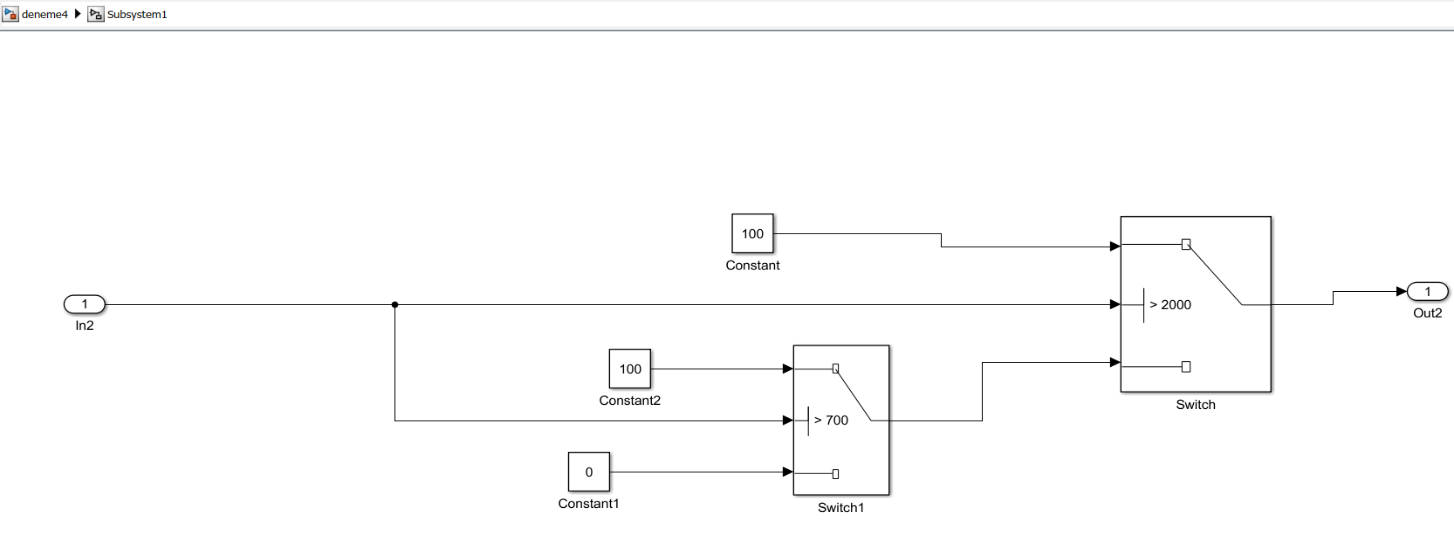 deneme4 Subsystem1
100
Constant
1
In2
> 2000
1
Out2
100
Constant2
Switch
> 700
0
Constant1
Switch1